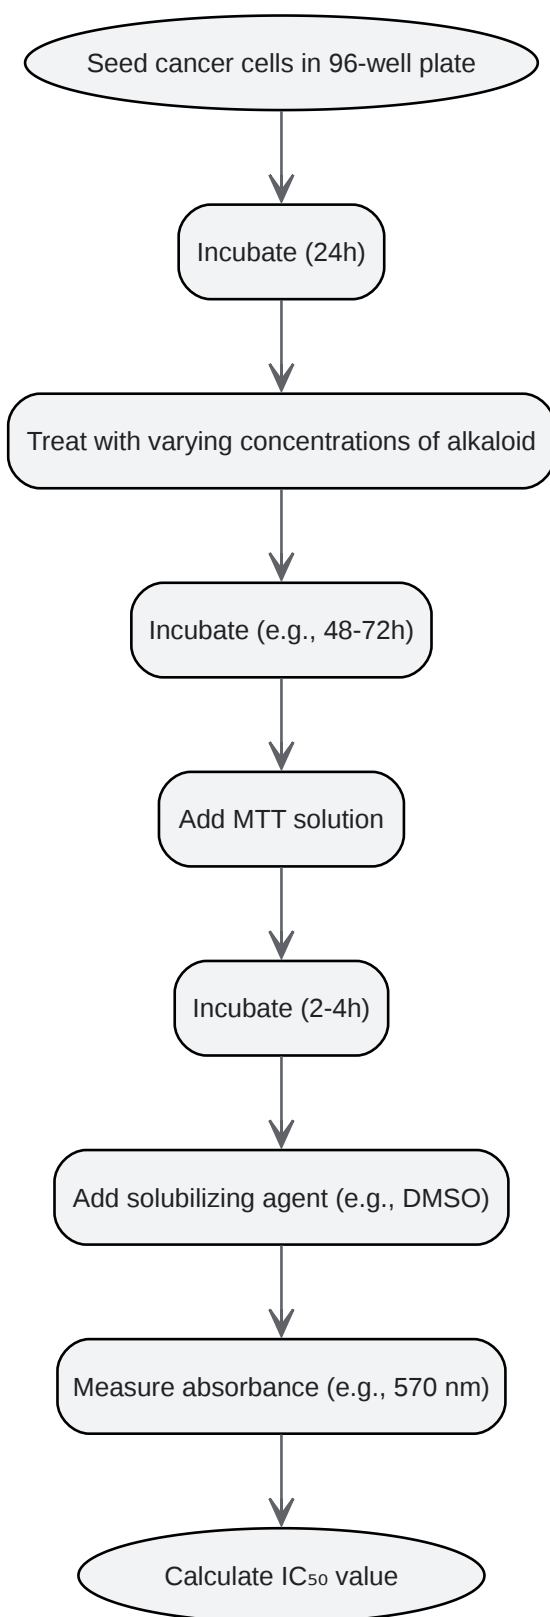 Seed cancer cells in 96-well plate
Incubate (24h)
Treat with varying concentrations of alkaloid
Incubate (e.g., 48-72h)
Add MTT solution
Incubate (2-4h)
Add solubilizing agent (e.g., DMSO)
Measure absorbance (e.g., 570 nm)
Calculate IC₅₀ value